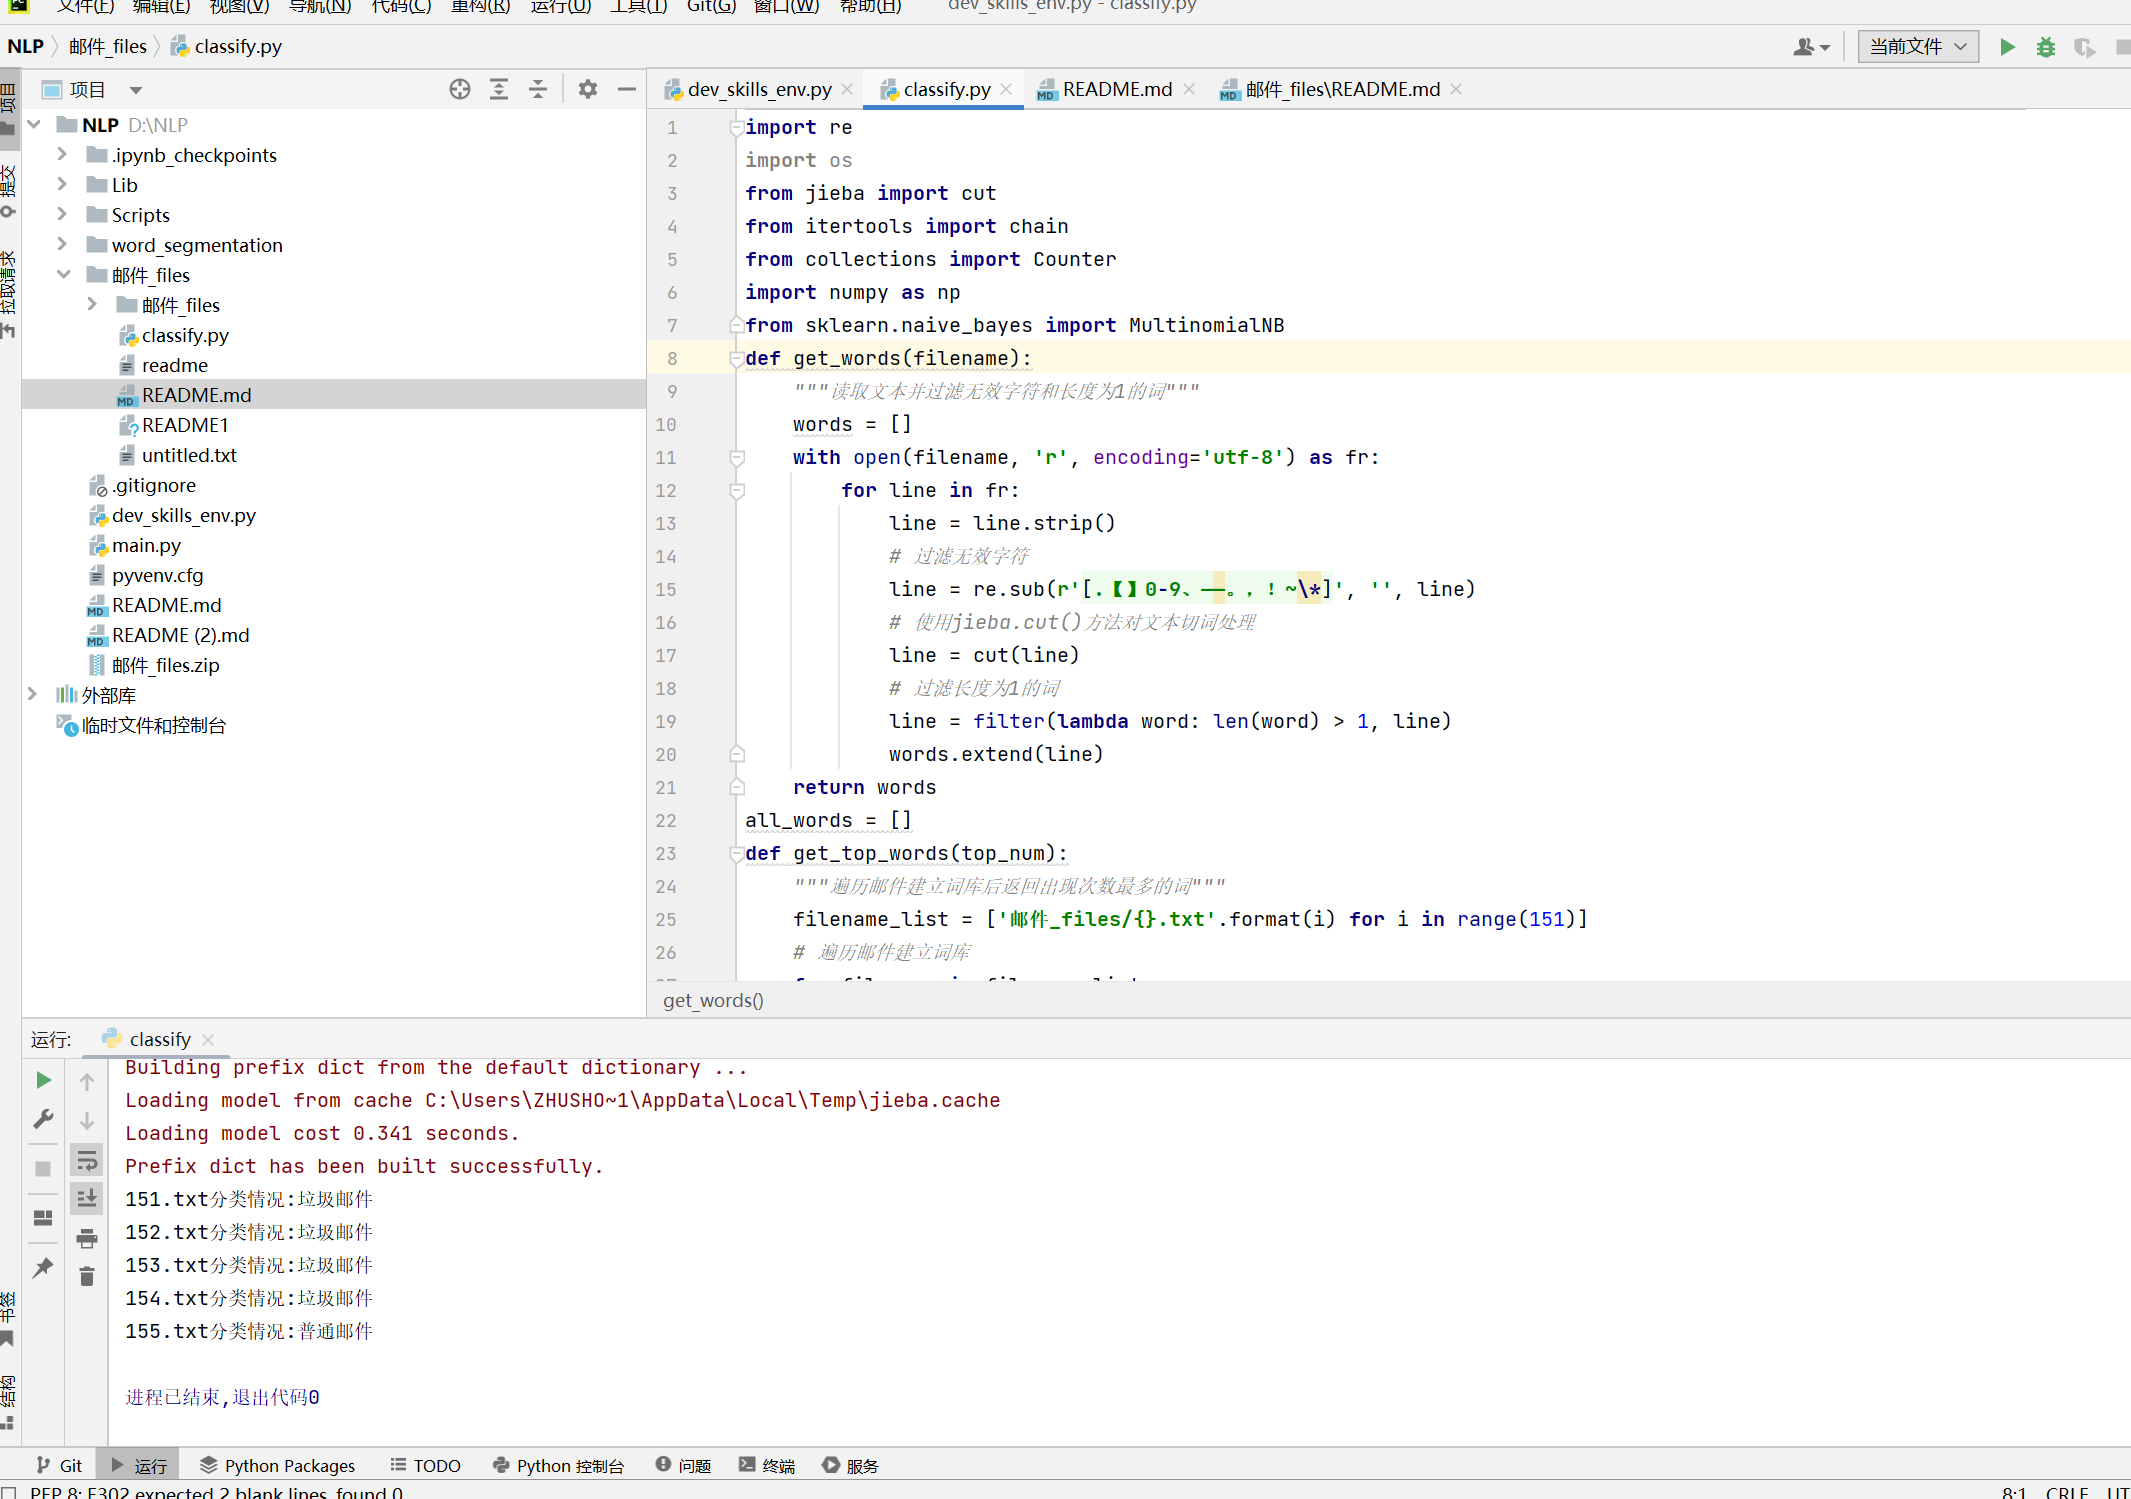 文件(F) 编辑(E) 视图(V) 导航(N) 代码(C) 重构(R) 运行(U) 工具(T) Git(G) 窗口(W) 帮助(H) dev_skills_env.py - classify.py
NLP 邮件_files classify.py
当前文件
项目
dev_skills_env.py
classify.py
README.md
邮件_files\README.md
项目
提交
拉取请求
书签
结构
NLP D:\NLP
.ipynb_checkpoints
Lib
Scripts
word_segmentation
邮件_files
邮件_files
classify.py
readme
README.md
README1
untitled.txt
.gitignore
dev_skills_env.py
main.py
pyvenv.cfg
README.md
README (2).md
邮件_files.zip
外部库
临时文件和控制台
1 import re
2 import os
3 from jieba import cut
4 from itertools import chain
5 from collections import Counter
6 import numpy as np
7 from sklearn.naive_bayes import MultinomialNB
8 def get_words(filename):
9 """读取文本并过滤无效字符和长度为1的词"""
10 words = []
11 with open(filename, 'r', encoding='utf-8') as fr:
12 for line in fr:
13 line = line.strip()
14 # 过滤无效字符
15 line = re.sub(r'[.【】0-9、——。，！~\*]', '', line)
16 # 使用jieba.cut()方法对文本切词处理
17 line = cut(line)
18 # 过滤长度为1的词
19 line = filter(lambda word: len(word) > 1, line)
20 words.extend(line)
21 return words
22 all_words = []
23 def get_top_words(top_num):
24 """遍历邮件建立词库后返回出现次数最多的词"""
25 filename_list = ['邮件_files/{}.txt'.format(i) for i in range(151)]
26 # 遍历邮件建立词库
get_words()
运行: classify
Building prefix dict from the default dictionary ...
Loading model from cache C:\Users\ZHUSHO~1\AppData\Local\Temp\jieba.cache
Loading model cost 0.341 seconds.
Prefix dict has been built successfully.
151.txt分类情况:垃圾邮件
152.txt分类情况:垃圾邮件
153.txt分类情况:垃圾邮件
154.txt分类情况:垃圾邮件
155.txt分类情况:普通邮件
进程已结束,退出代码0
Git 运行 Python Packages TODO Python 控制台 问题 终端 服务
PEP 8: E302 expected 2 blank lines, found 0 8:1 CRLF UT